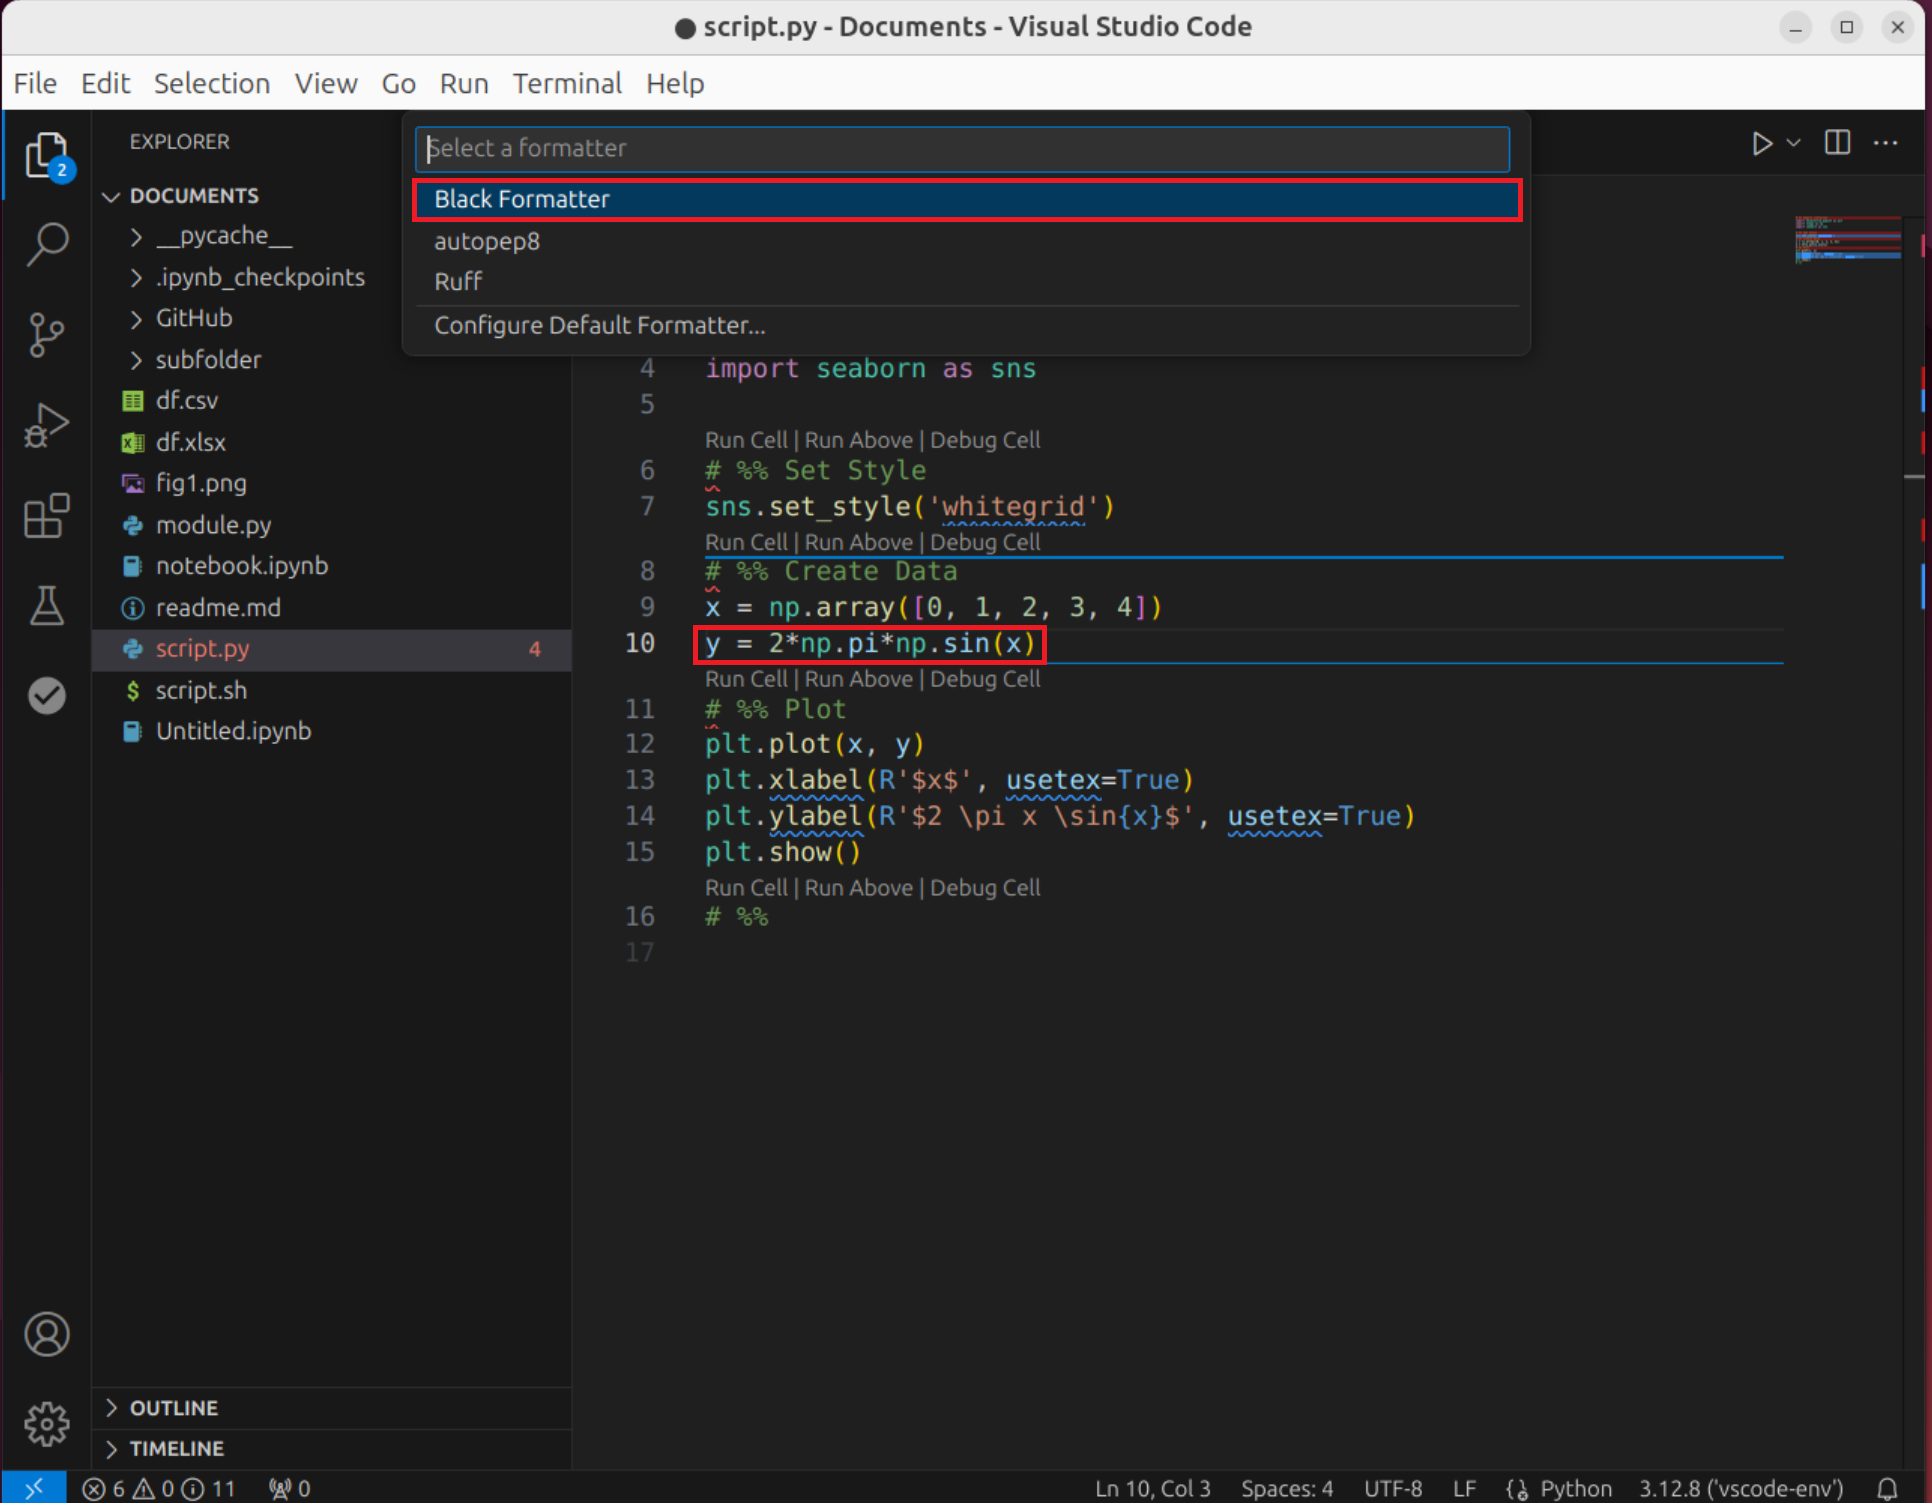 script.py - Documents - Visual Studio Code
File Edit Selection View Go Run Terminal Help
2
EXPLORER
DOCUMENTS
__pycache__
.ipynb_checkpoints
GitHub
subfolder
df.csv
df.xlsx
fig1.png
module.py
notebook.ipynb
readme.md
script.py 4
script.sh
Untitled.ipynb
OUTLINE
TIMELINE
Select a formatter
Black Formatter
autopep8
Ruff
Configure Default Formatter...
4 import seaborn as sns
5
Run Cell | Run Above | Debug Cell
6 # %% Set Style
7 sns.set_style('whitegrid')
Run Cell | Run Above | Debug Cell
8 # %% Create Data
9 x = np.array([0, 1, 2, 3, 4])
10 y = 2*np.pi*np.sin(x)
Run Cell | Run Above | Debug Cell
11 # %% Plot
12 plt.plot(x, y)
13 plt.xlabel(R'$x$', usetex=True)
14 plt.ylabel(R'$2 \pi x \sin{x}$', usetex=True)
15 plt.show()
Run Cell | Run Above | Debug Cell
16 # %%
17
6 0 11 0 Ln 10, Col 3 Spaces: 4 UTF-8 LF Python 3.12.8 ('vscode-env')